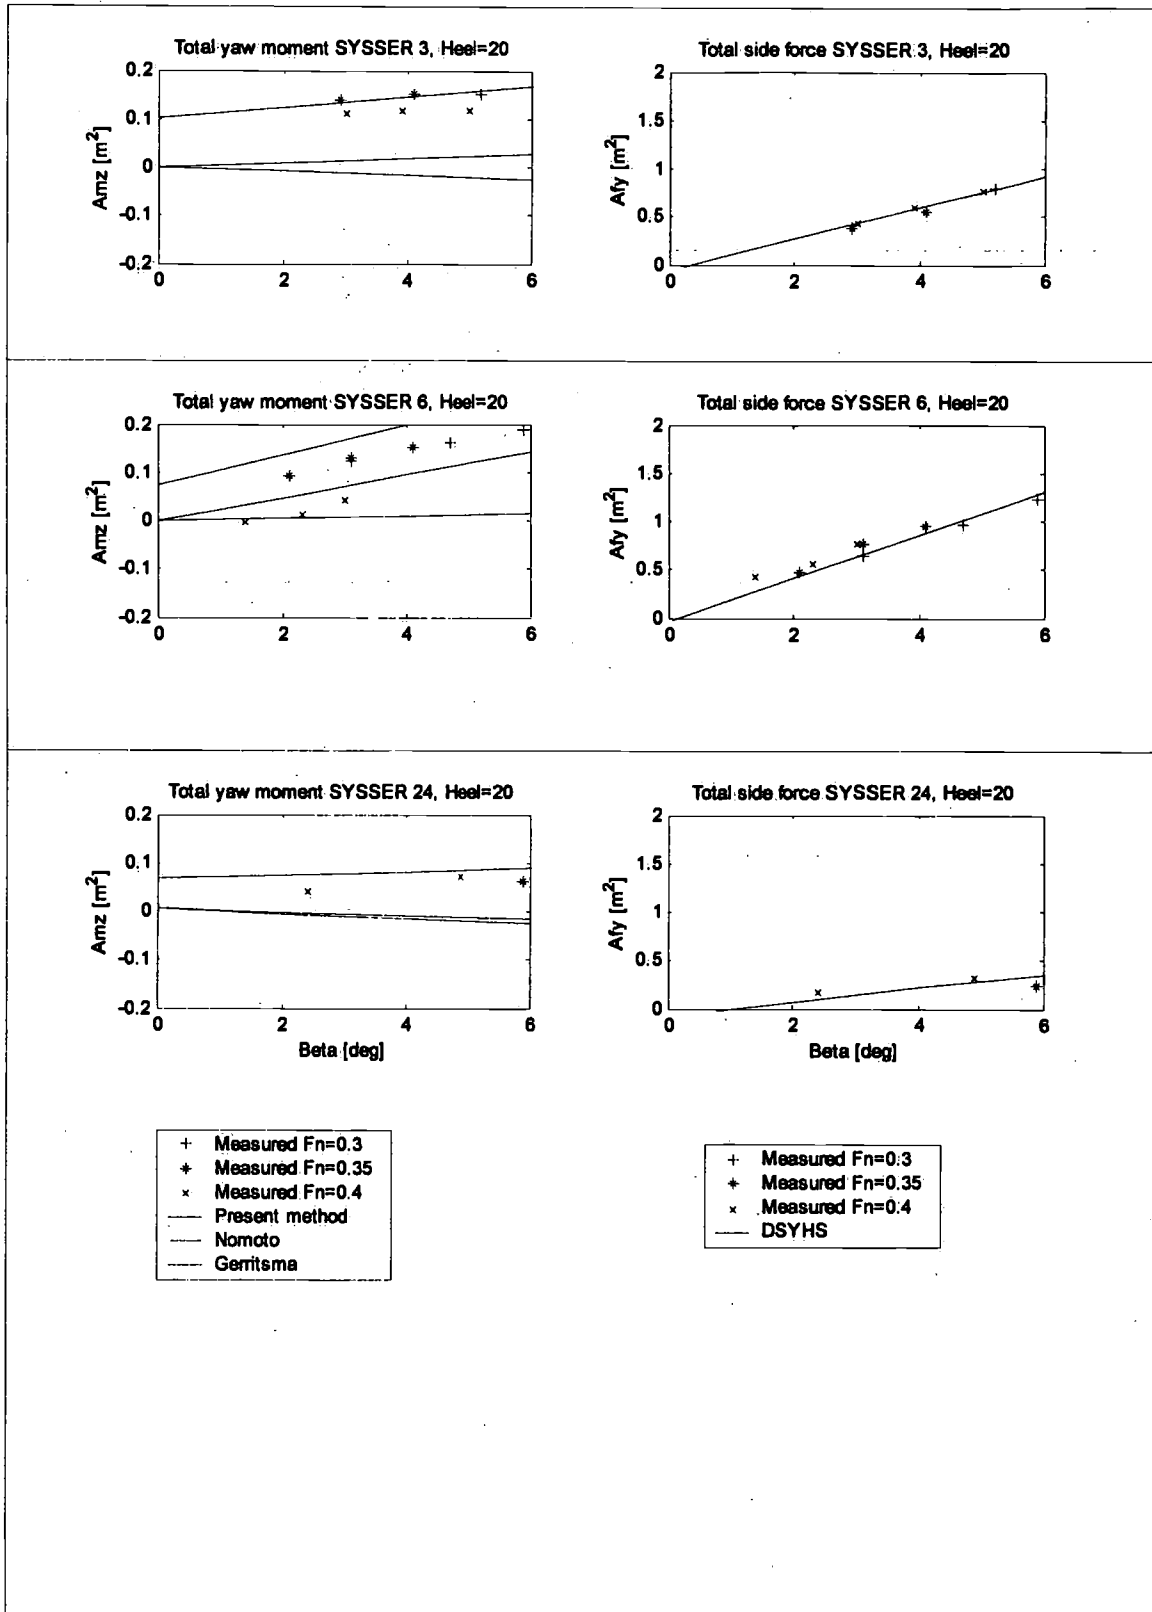 Total yaw moment SYSSER 3, Heel=20
Total side force SYSSER 3, Heel=20
0.2
0.1
0
-0.1
-0.2
Amz [m²]
0 2 4 6
2
1.5
1
0.5
0
Afy [m²]
0 2 4 6
Total yaw moment SYSSER 6, Heel=20
Total side force SYSSER 6, Heel=20
0.2
0.1
0
-0.1
-0.2
Amz [m²]
0 2 4 6
2
1.5
1
0.5
0
Afy [m²]
0 2 4 6
Total yaw moment SYSSER 24, Heel=20
Total side force SYSSER 24, Heel=20
0.2
0.1
0
-0.1
-0.2
Amz [m²]
0 2 4 6
Beta [deg]
2
1.5
1
0.5
0
Afy [m²]
0 2 4 6
Beta [deg]
Measured Fn=0.3
Measured Fn=0.35
Measured Fn=0.4
Present method
Nomoto
Gerritsma
Measured Fn=0.3
Measured Fn=0.35
Measured Fn=0.4
DSYHS